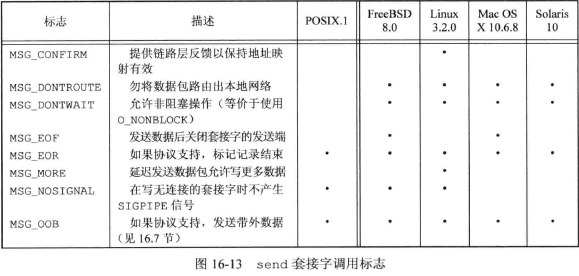 标志 描述 POSIX.1 FreeBSD 8.0 Linux 3.2.0 Mac OS X 10.6.8 Solaris 10
MSG_CONFIRM 提供链路层反馈以保持地址映 •
射有效
MSG_DONTROUTE 勿将数据包路由出本地网络 • • • •
MSG_DONTWAIT 允许非阻塞操作（等价于使用 • • • •
O_NONBLOCK）
MSG_EOF 发送数据后关闭套接字的发送端 • •
MSG_EOR 如果协议支持，标记记录结束 • • • • •
MSG_MORE 延迟发送数据包允许写更多数据 •
MSG_NOSIGNAL 在写无连接的套接字时不产生 • • •
SIGPIPE 信号
MSG_OOB 如果协议支持，发送带外数据 • • • • •
（见 16.7 节）
图 16-13 send 套接字调用标志